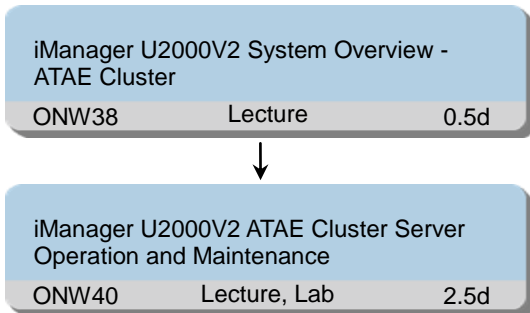 iManager U2000V2 System Overview -
ATAE Cluster
ONW38 Lecture 0.5d
iManager U2000V2 ATAE Cluster Server
Operation and Maintenance
ONW40 Lecture, Lab 2.5d